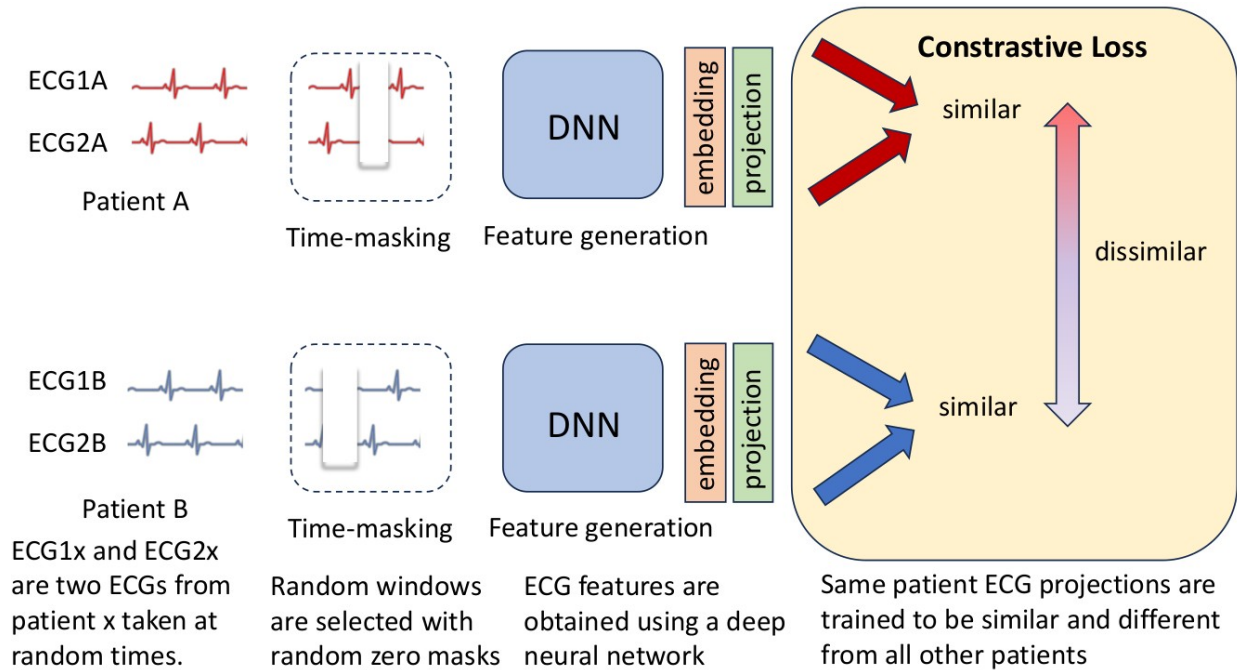 ECG1A
ECG2A
Patient A
Time-masking
DNN
Feature generation
embedding
projection
Constrastive Loss
similar
dissimilar
similar
ECG1B
ECG2B
Patient B
Time-masking
DNN
Feature generation
embedding
projection
ECG1x and ECG2x
are two ECGs from
patient x taken at
random times.
Random windows
are selected with
random zero masks
ECG features are
obtained using a deep
neural network
Same patient ECG projections are
trained to be similar and different
from all other patients